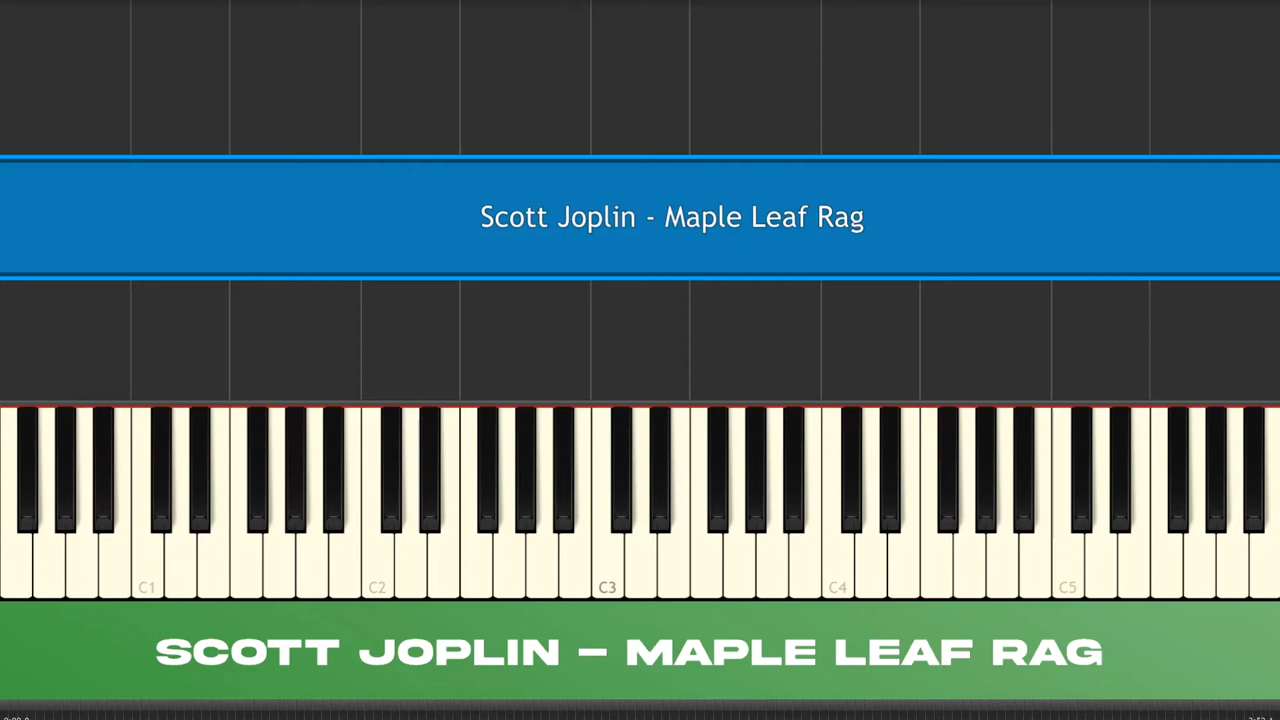 Scott Joplin - Maple Leaf Rag
C1 C2 C3 C4 C5
SCOTT JOPLIN – MAPLE LEAF RAG